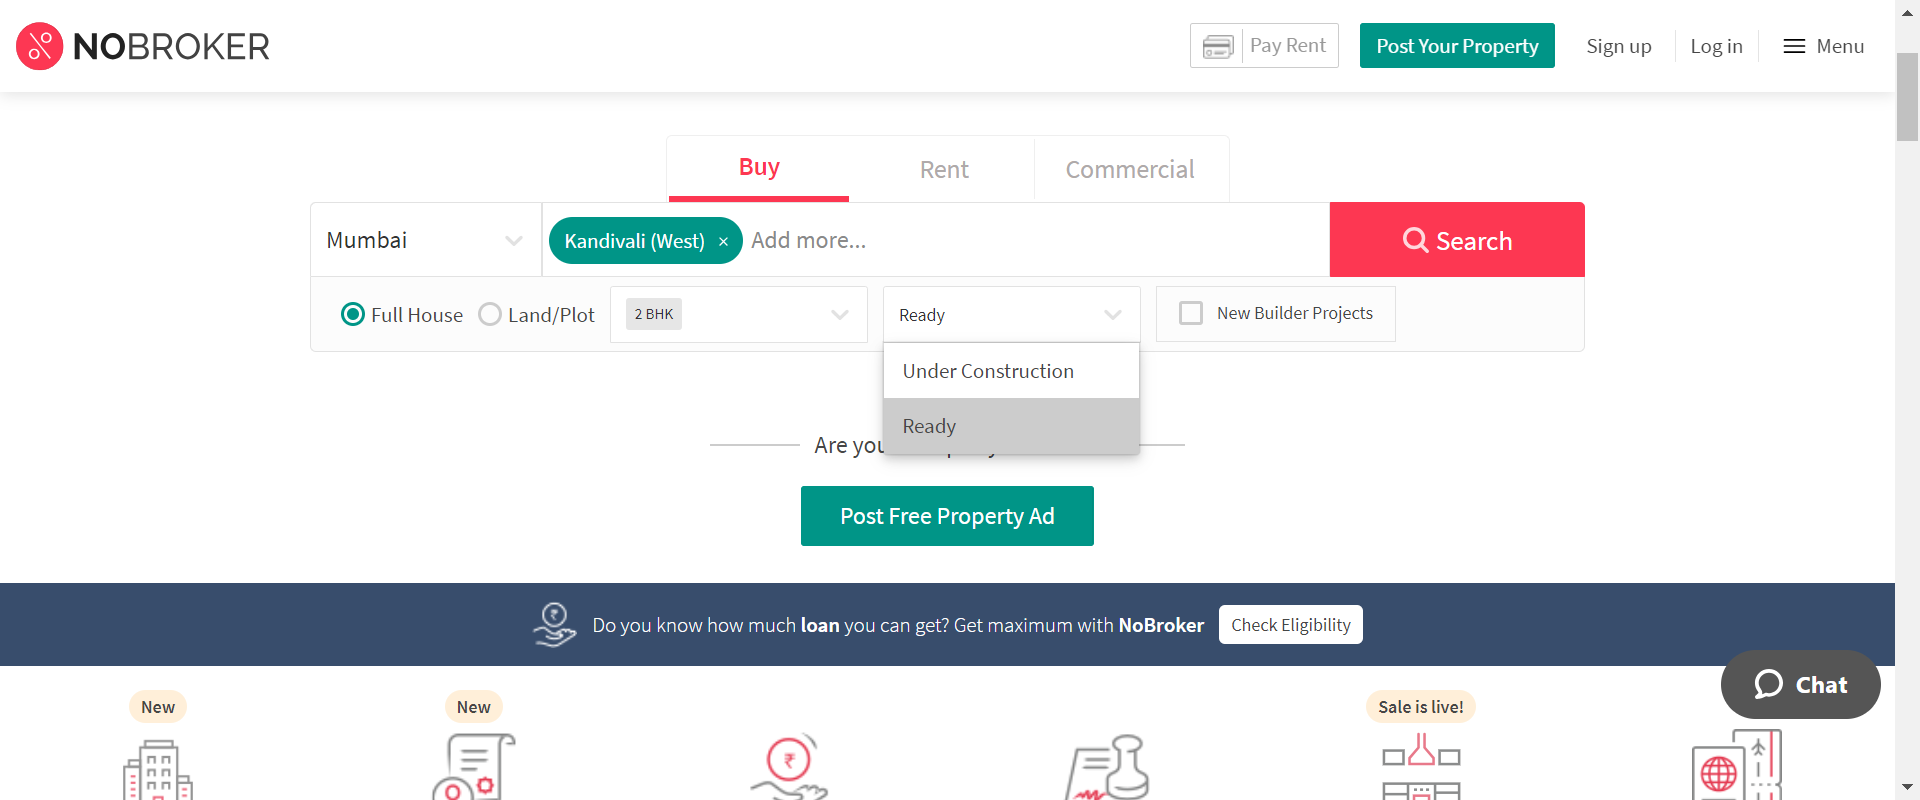 NOBROKER
Pay Rent
Post Your Property
Sign up
Log in
Menu
Buy
Rent
Commercial
Mumbai
Kandivali (West) ×
Add more...
Search
Full House
Land/Plot
2 BHK
Ready
New Builder Projects
Under Construction
Ready
Are you
Post Free Property Ad
Do you know how much loan you can get? Get maximum with NoBroker
Check Eligibility
Chat
New
New
Sale is live!